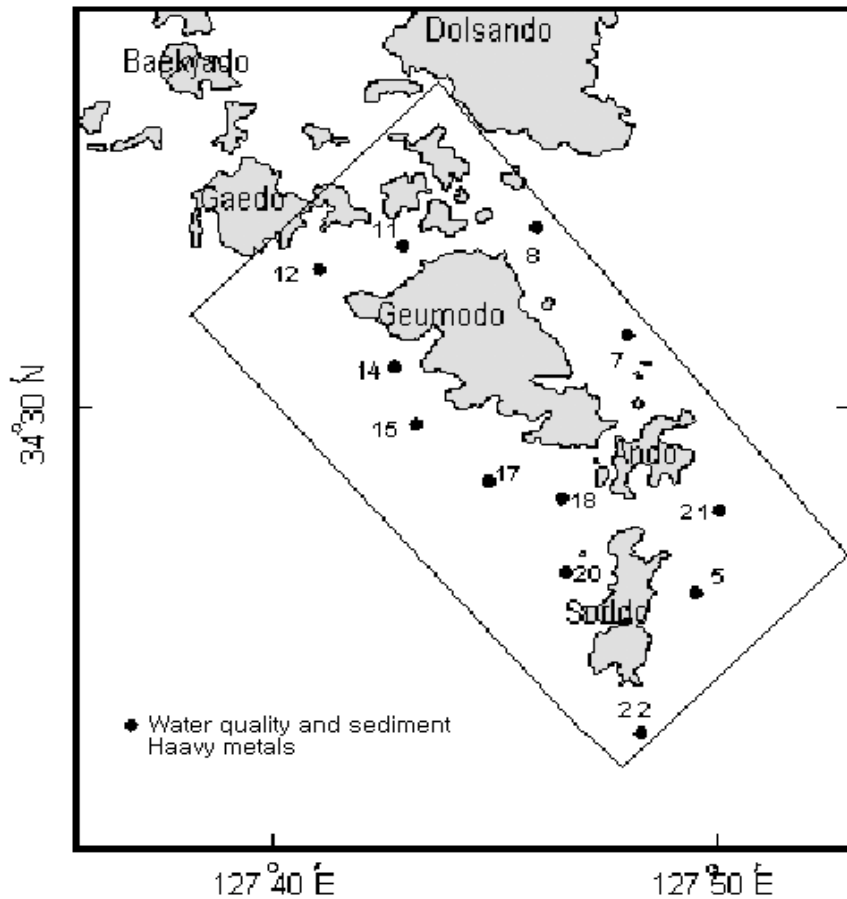 Dolsando
Baekyado
Gaedo
11
8
12
Geumodo
7
14
15
34°30' N
Ando
17
18
21
20
5
Sorido
22
Water quality and sediment
Haavy metals
127°40' E
127°50' E